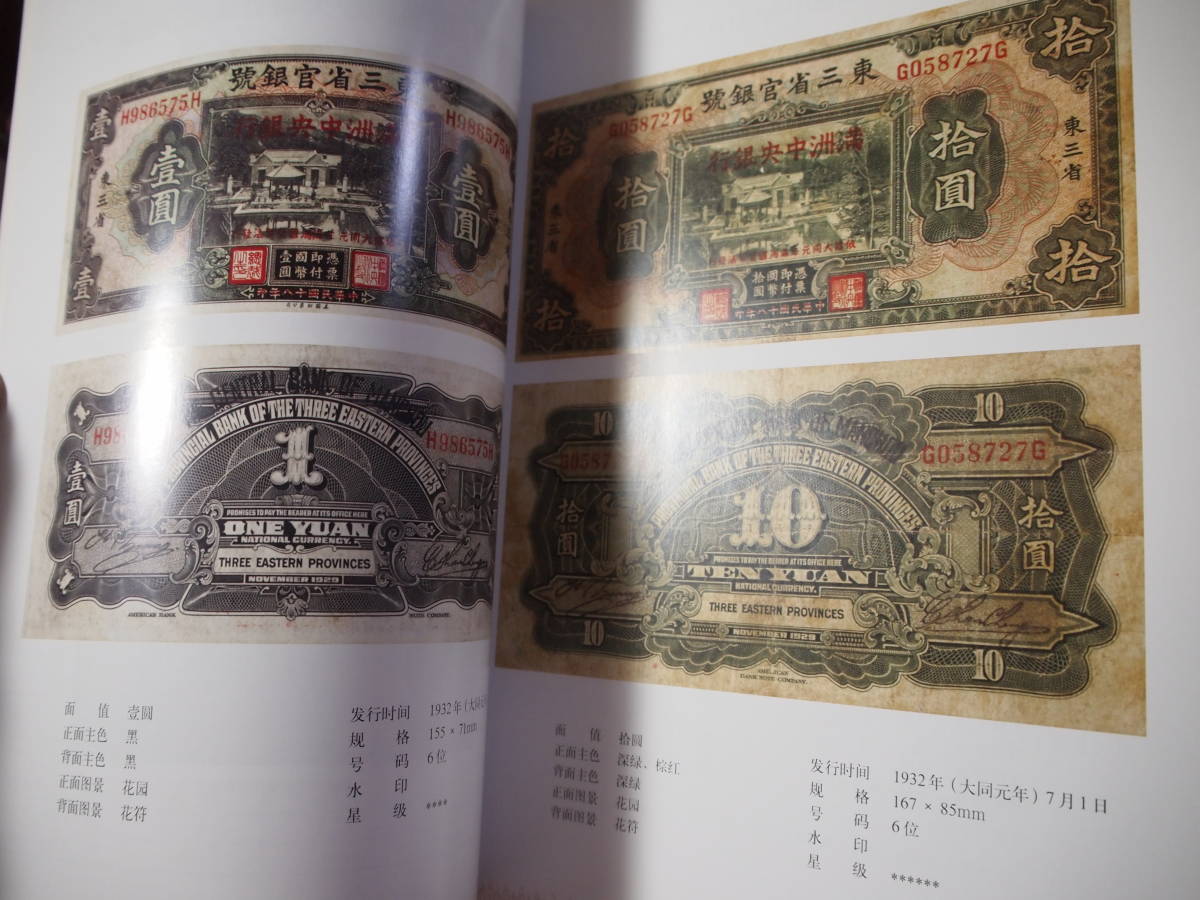 東三省官銀號
H986575H
H986575H
滿洲中央銀行
壹
壹圓
壹圓
東三省
壹
憑票即付國幣壹圓
中華民國十八年印
CENTRAL BANK OF
PROVINCIAL BANK OF THE THREE EASTERN PROVINCES
H986575H
1
壹圓
PROMISES TO PAY THE BEARER AT ITS OFFICE HERE
ONE YUAN
NATIONAL CURRENCY.
THREE EASTERN PROVINCES
NOVEMBER 1929
AMERICAN BANK NOTE COMPANY.
面 值 壹圆
正面主色 黑
背面主色 黑
正面图景 花园
背面图景 花符
发行时间 1932年(大同
规 格 155 × 71mm
号 码 6位
水 印
星 级 ****
東三省官銀號
G058727G
G058727G
滿洲中央銀行
拾
拾
拾圓
拾圓
東三省
東三省
拾
拾
憑票即付國幣拾圓
中華民國十八年印
10
PROVINCIAL BANK OF THE THREE EASTERN PROVINCES
G0587
G058727G
10
拾圓
拾圓
PROMISES TO PAY THE BEARER AT ITS OFFICE HERE
TEN YUAN
NATIONAL CURRENCY.
THREE EASTERN PROVINCES
NOVEMBER 1929
10
10
AMERICAN
BANK NOTE COMPANY.
面 值 拾圆
正面主色 深绿、棕红
背面主色 深绿
正面图景 花园
背面图景 花符
发行时间 1932年(大同元年)7月1日
规 格 167 × 85mm
号 码 6位
水 印
星 级 ******